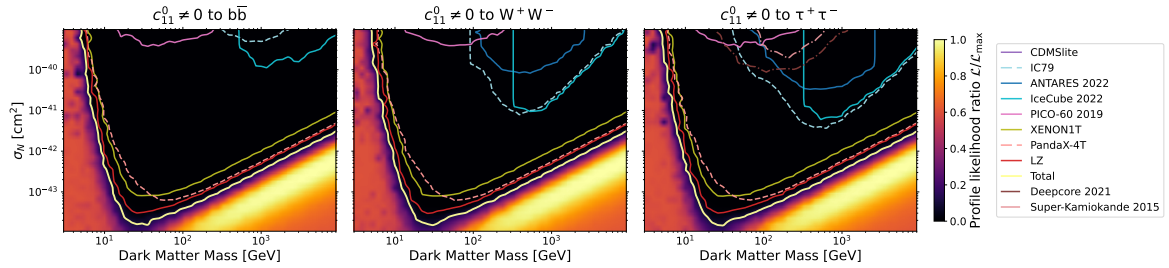 c⁰₁₁ ≠ 0 to bb̅
c⁰₁₁ ≠ 0 to W⁺W⁻
c⁰₁₁ ≠ 0 to τ⁺τ⁻
σ_N [cm²]
10⁻⁴⁰
10⁻⁴¹
10⁻⁴²
10⁻⁴³
10¹ 10² 10³
10¹ 10² 10³
10¹ 10² 10³
Dark Matter Mass [GeV]
Dark Matter Mass [GeV]
Dark Matter Mass [GeV]
1.0
0.8
0.6
0.4
0.2
0.0
Profile likelihood ratio ℒ/ℒ_max
CDMSlite
IC79
ANTARES 2022
IceCube 2022
PICO-60 2019
XENON1T
PandaX-4T
LZ
Total
Deepcore 2021
Super-Kamiokande 2015